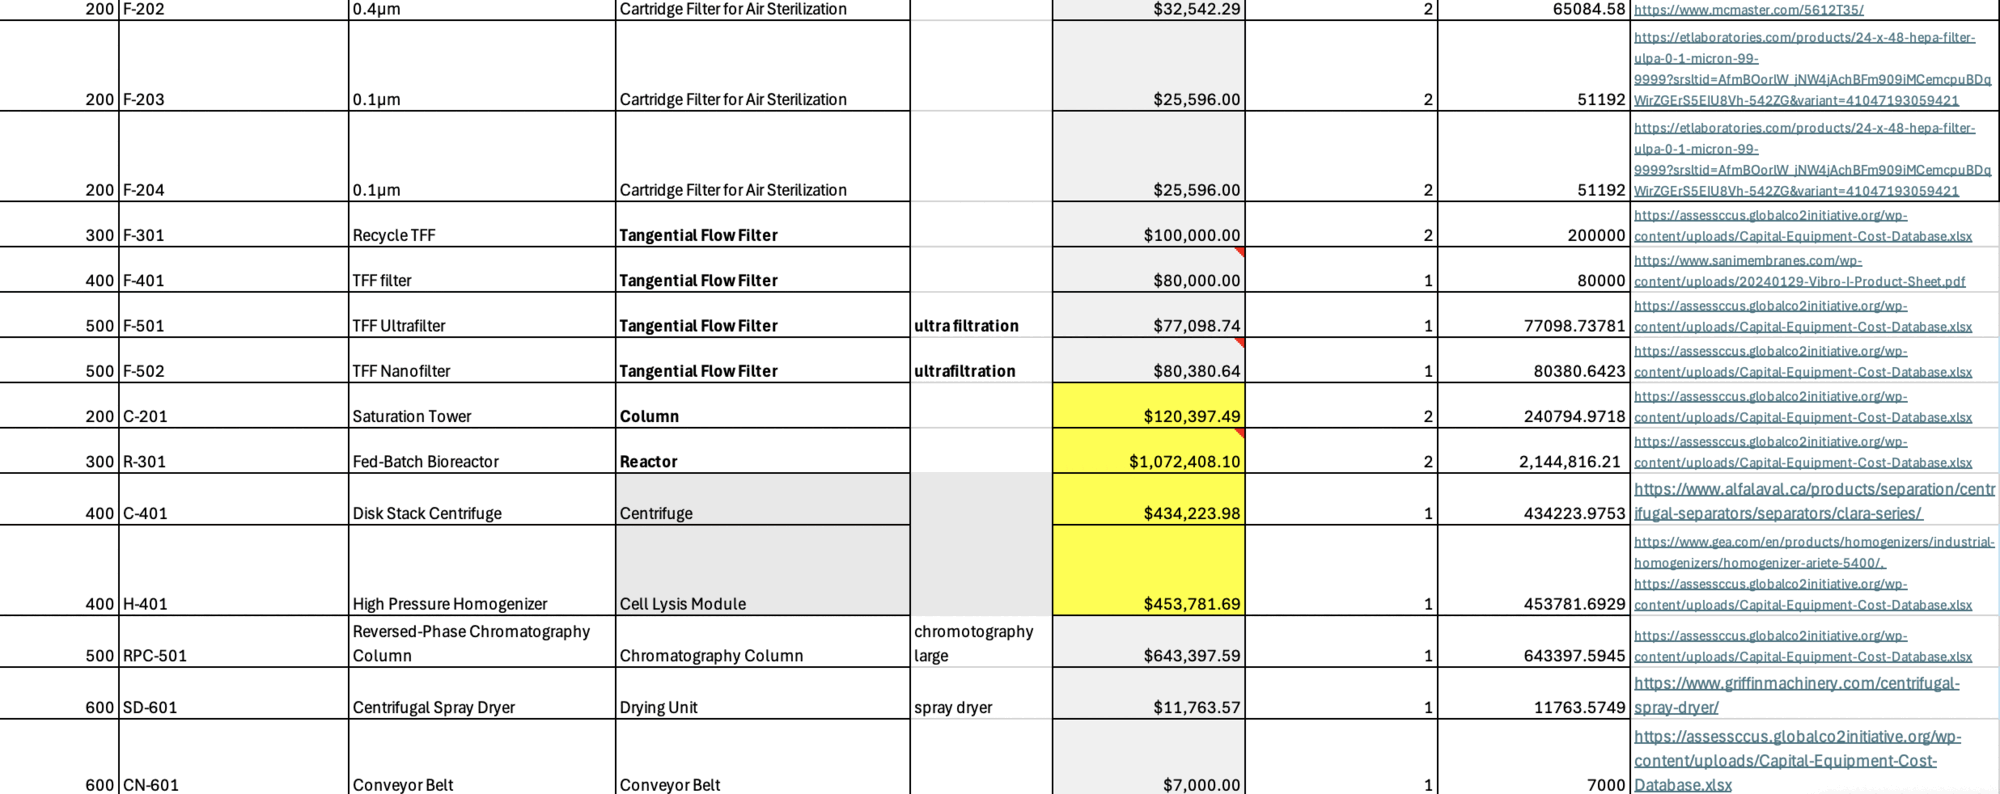 200 F-202 0.4µm Cartridge Filter for Air Sterilization $32,542.29 2 65084.58 https://www.mcmaster.com/5612T35/
https://etlaboratories.com/products/24-x-48-hepa-filter-
ulpa-0-1-micron-99-
9999?srsltid=AfmBOorlW_jNW4jAchBFm909iMCemcpuBDq
200 F-203 0.1µm Cartridge Filter for Air Sterilization $25,596.00 2 51192 WirZGErS5EIU8Vh-542ZG&variant=41047193059421
https://etlaboratories.com/products/24-x-48-hepa-filter-
ulpa-0-1-micron-99-
9999?srsltid=AfmBOorlW_jNW4jAchBFm909iMCemcpuBDq
200 F-204 0.1µm Cartridge Filter for Air Sterilization $25,596.00 2 51192 WirZGErS5EIU8Vh-542ZG&variant=41047193059421
https://assessccus.globalco2initiative.org/wp-
300 F-301 Recycle TFF Tangential Flow Filter $100,000.00 2 200000 content/uploads/Capital-Equipment-Cost-Database.xlsx
https://www.sanimembranes.com/wp-
400 F-401 TFF filter Tangential Flow Filter $80,000.00 1 80000 content/uploads/20240129-Vibro-I-Product-Sheet.pdf
https://assessccus.globalco2initiative.org/wp-
500 F-501 TFF Ultrafilter Tangential Flow Filter ultra filtration $77,098.74 1 77098.73781 content/uploads/Capital-Equipment-Cost-Database.xlsx
https://assessccus.globalco2initiative.org/wp-
500 F-502 TFF Nanofilter Tangential Flow Filter ultrafiltration $80,380.64 1 80380.6423 content/uploads/Capital-Equipment-Cost-Database.xlsx
https://assessccus.globalco2initiative.org/wp-
200 C-201 Saturation Tower Column $120,397.49 2 240794.9718 content/uploads/Capital-Equipment-Cost-Database.xlsx
https://assessccus.globalco2initiative.org/wp-
300 R-301 Fed-Batch Bioreactor Reactor $1,072,408.10 2 2,144,816.21 content/uploads/Capital-Equipment-Cost-Database.xlsx
https://www.alfalaval.ca/products/separation/centr
400 C-401 Disk Stack Centrifuge Centrifuge $434,223.98 1 434223.9753 ifugal-separators/separators/clara-series/
https://www.gea.com/en/products/homogenizers/industrial-
homogenizers/homogenizer-ariete-5400/,
https://assessccus.globalco2initiative.org/wp-
400 H-401 High Pressure Homogenizer Cell Lysis Module $453,781.69 1 453781.6929 content/uploads/Capital-Equipment-Cost-Database.xlsx
Reversed-Phase Chromatography chromotography https://assessccus.globalco2initiative.org/wp-
500 RPC-501 Column Chromatography Column large $643,397.59 1 643397.5945 content/uploads/Capital-Equipment-Cost-Database.xlsx
https://www.griffinmachinery.com/centrifugal-
600 SD-601 Centrifugal Spray Dryer Drying Unit spray dryer $11,763.57 1 11763.5749 spray-dryer/
https://assessccus.globalco2initiative.org/wp-
content/uploads/Capital-Equipment-Cost-
600 CN-601 Conveyor Belt Conveyor Belt $7,000.00 1 7000 Database.xlsx